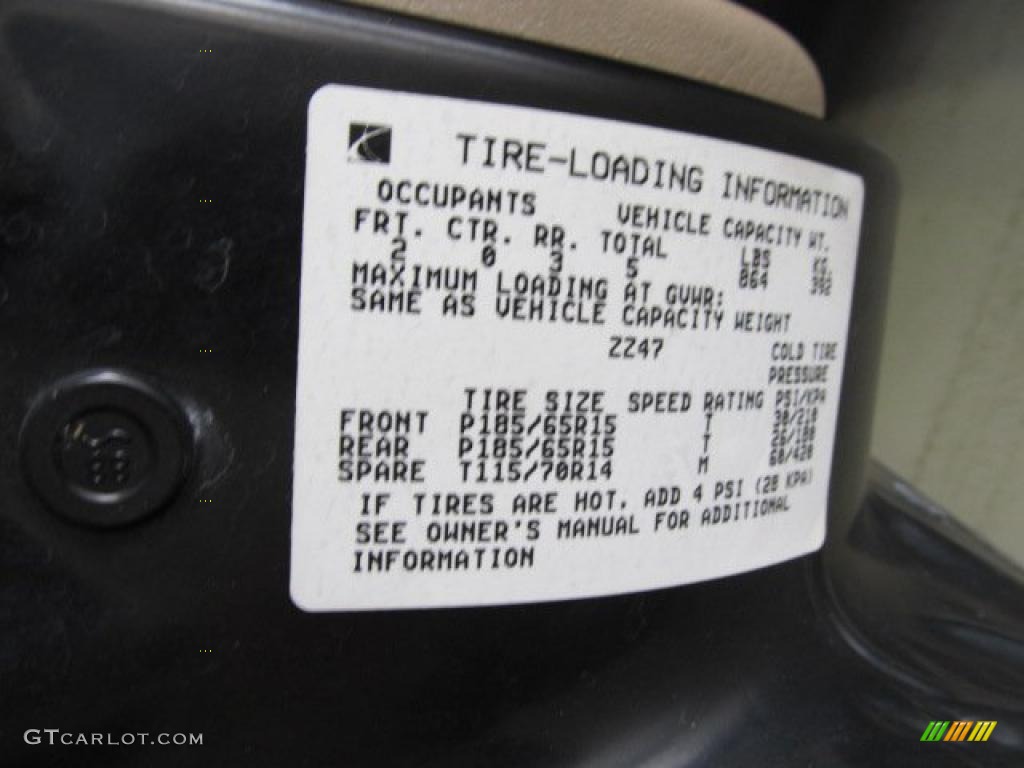 TIRE-LOADING INFORMATION
OCCUPANTS VEHICLE CAPACITY WT.
FRT. CTR. RR. TOTAL LBS KG.
2 0 3 5 864 392
MAXIMUM LOADING AT GVWR:
SAME AS VEHICLE CAPACITY WEIGHT
2247 COLD TIRE
PRESSURE
TIRE SIZE SPEED RATING PSI/KPA
FRONT P185/65R15 T 30/210
REAR P185/65R15 T 26/180
SPARE T115/70R14 M 60/420
IF TIRES ARE HOT, ADD 4 PSI (28 KPA)
SEE OWNER'S MANUAL FOR ADDITIONAL
INFORMATION
GTCARLOT.COM